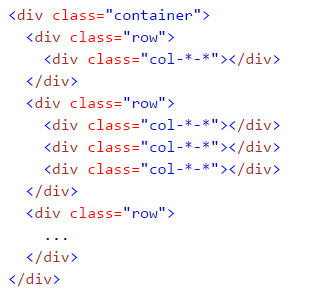 <div class="container">
  <div class="row">
    <div class="col-*-*"></div>
  </div>
  <div class="row">
    <div class="col-*-*"></div>
    <div class="col-*-*"></div>
    <div class="col-*-*"></div>
  </div>
  <div class="row">
    ...
  </div>
</div>